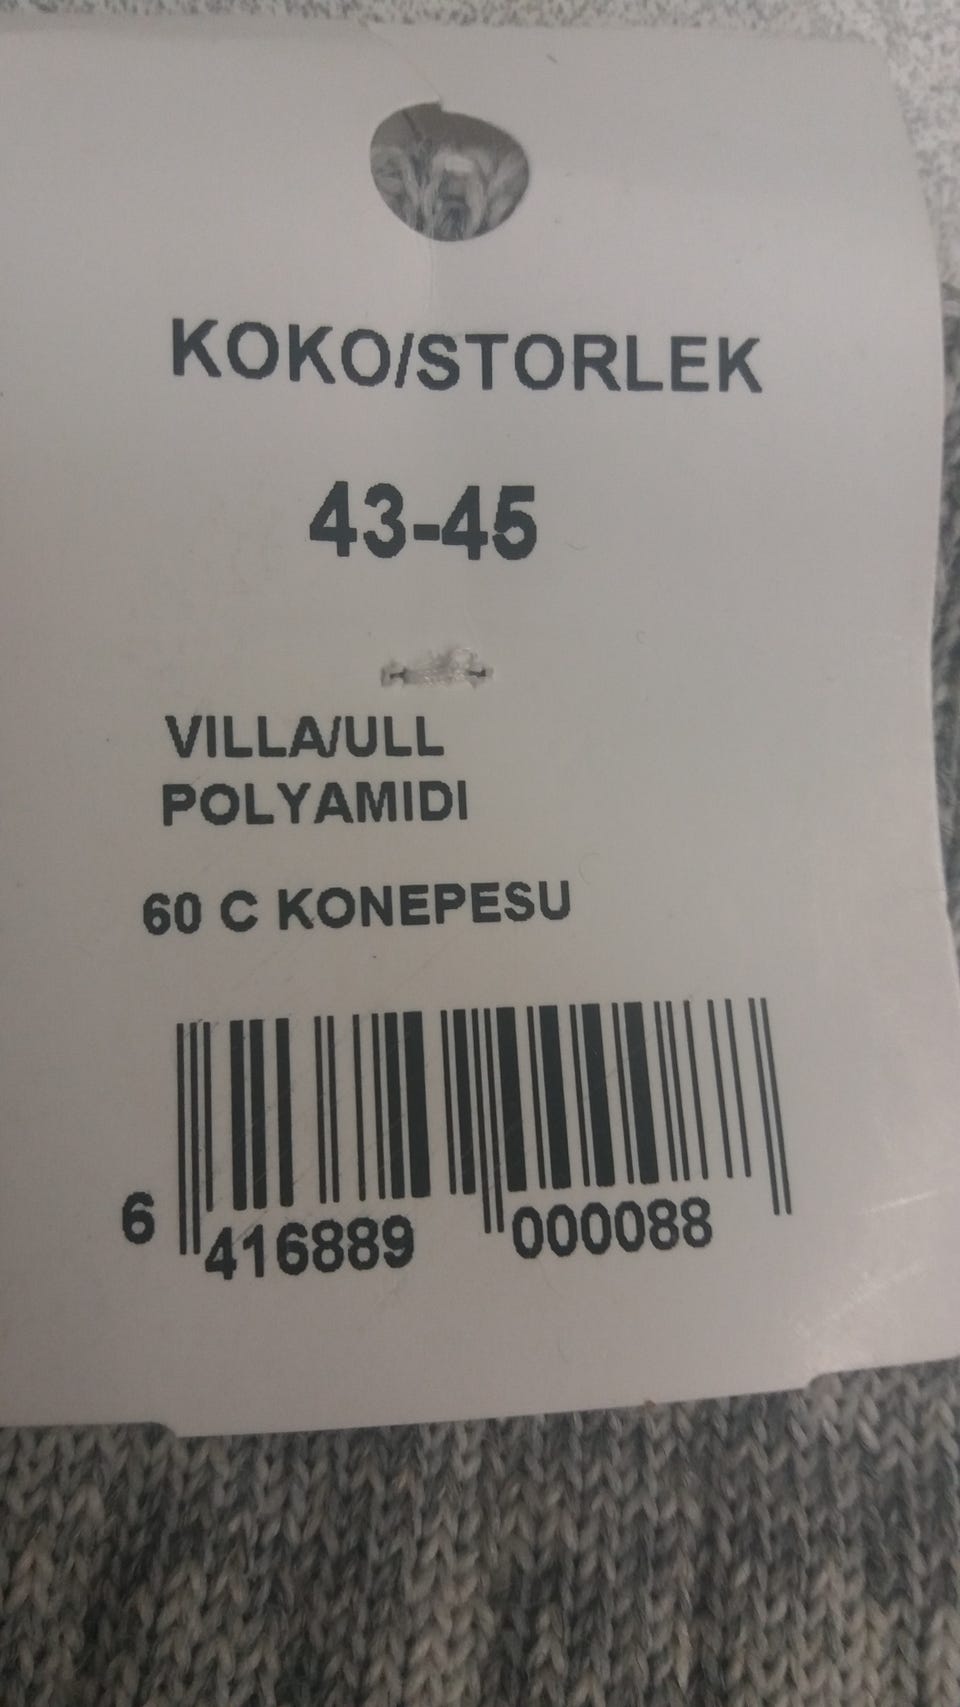 KOKO/STORLEK
43-45
VILLA/ULL
POLYAMIDI
60 C KONEPESU
6 416889 000088